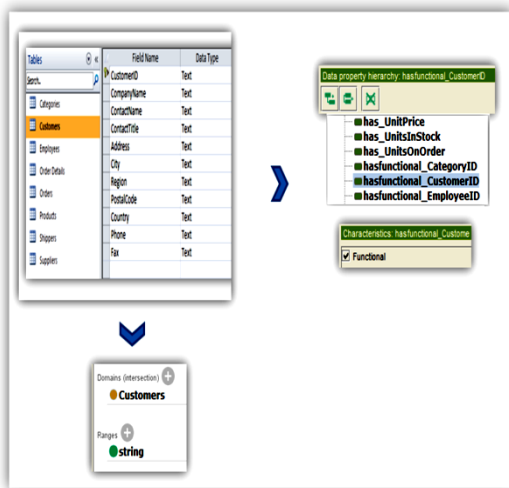 Tables
Search..
Categories
Customers
Employees
Order Details
Orders
Products
Shippers
Suppliers
Field Name Data Type
CustomerID Text
CompanyName Text
ContactName Text
ContactTitle Text
Address Text
City Text
Region Text
PostalCode Text
Country Text
Phone Text
Fax Text
Data property hierarchy: hasfunctional_CustomerID
has_UnitPrice
has_UnitsInStock
has_UnitsOnOrder
hasfunctional_CategoryID
hasfunctional_CustomerID
hasfunctional_EmployeeID
Characteristics: hasfunctional_Custome
Functional
Domains (intersection)
Customers
Ranges
string